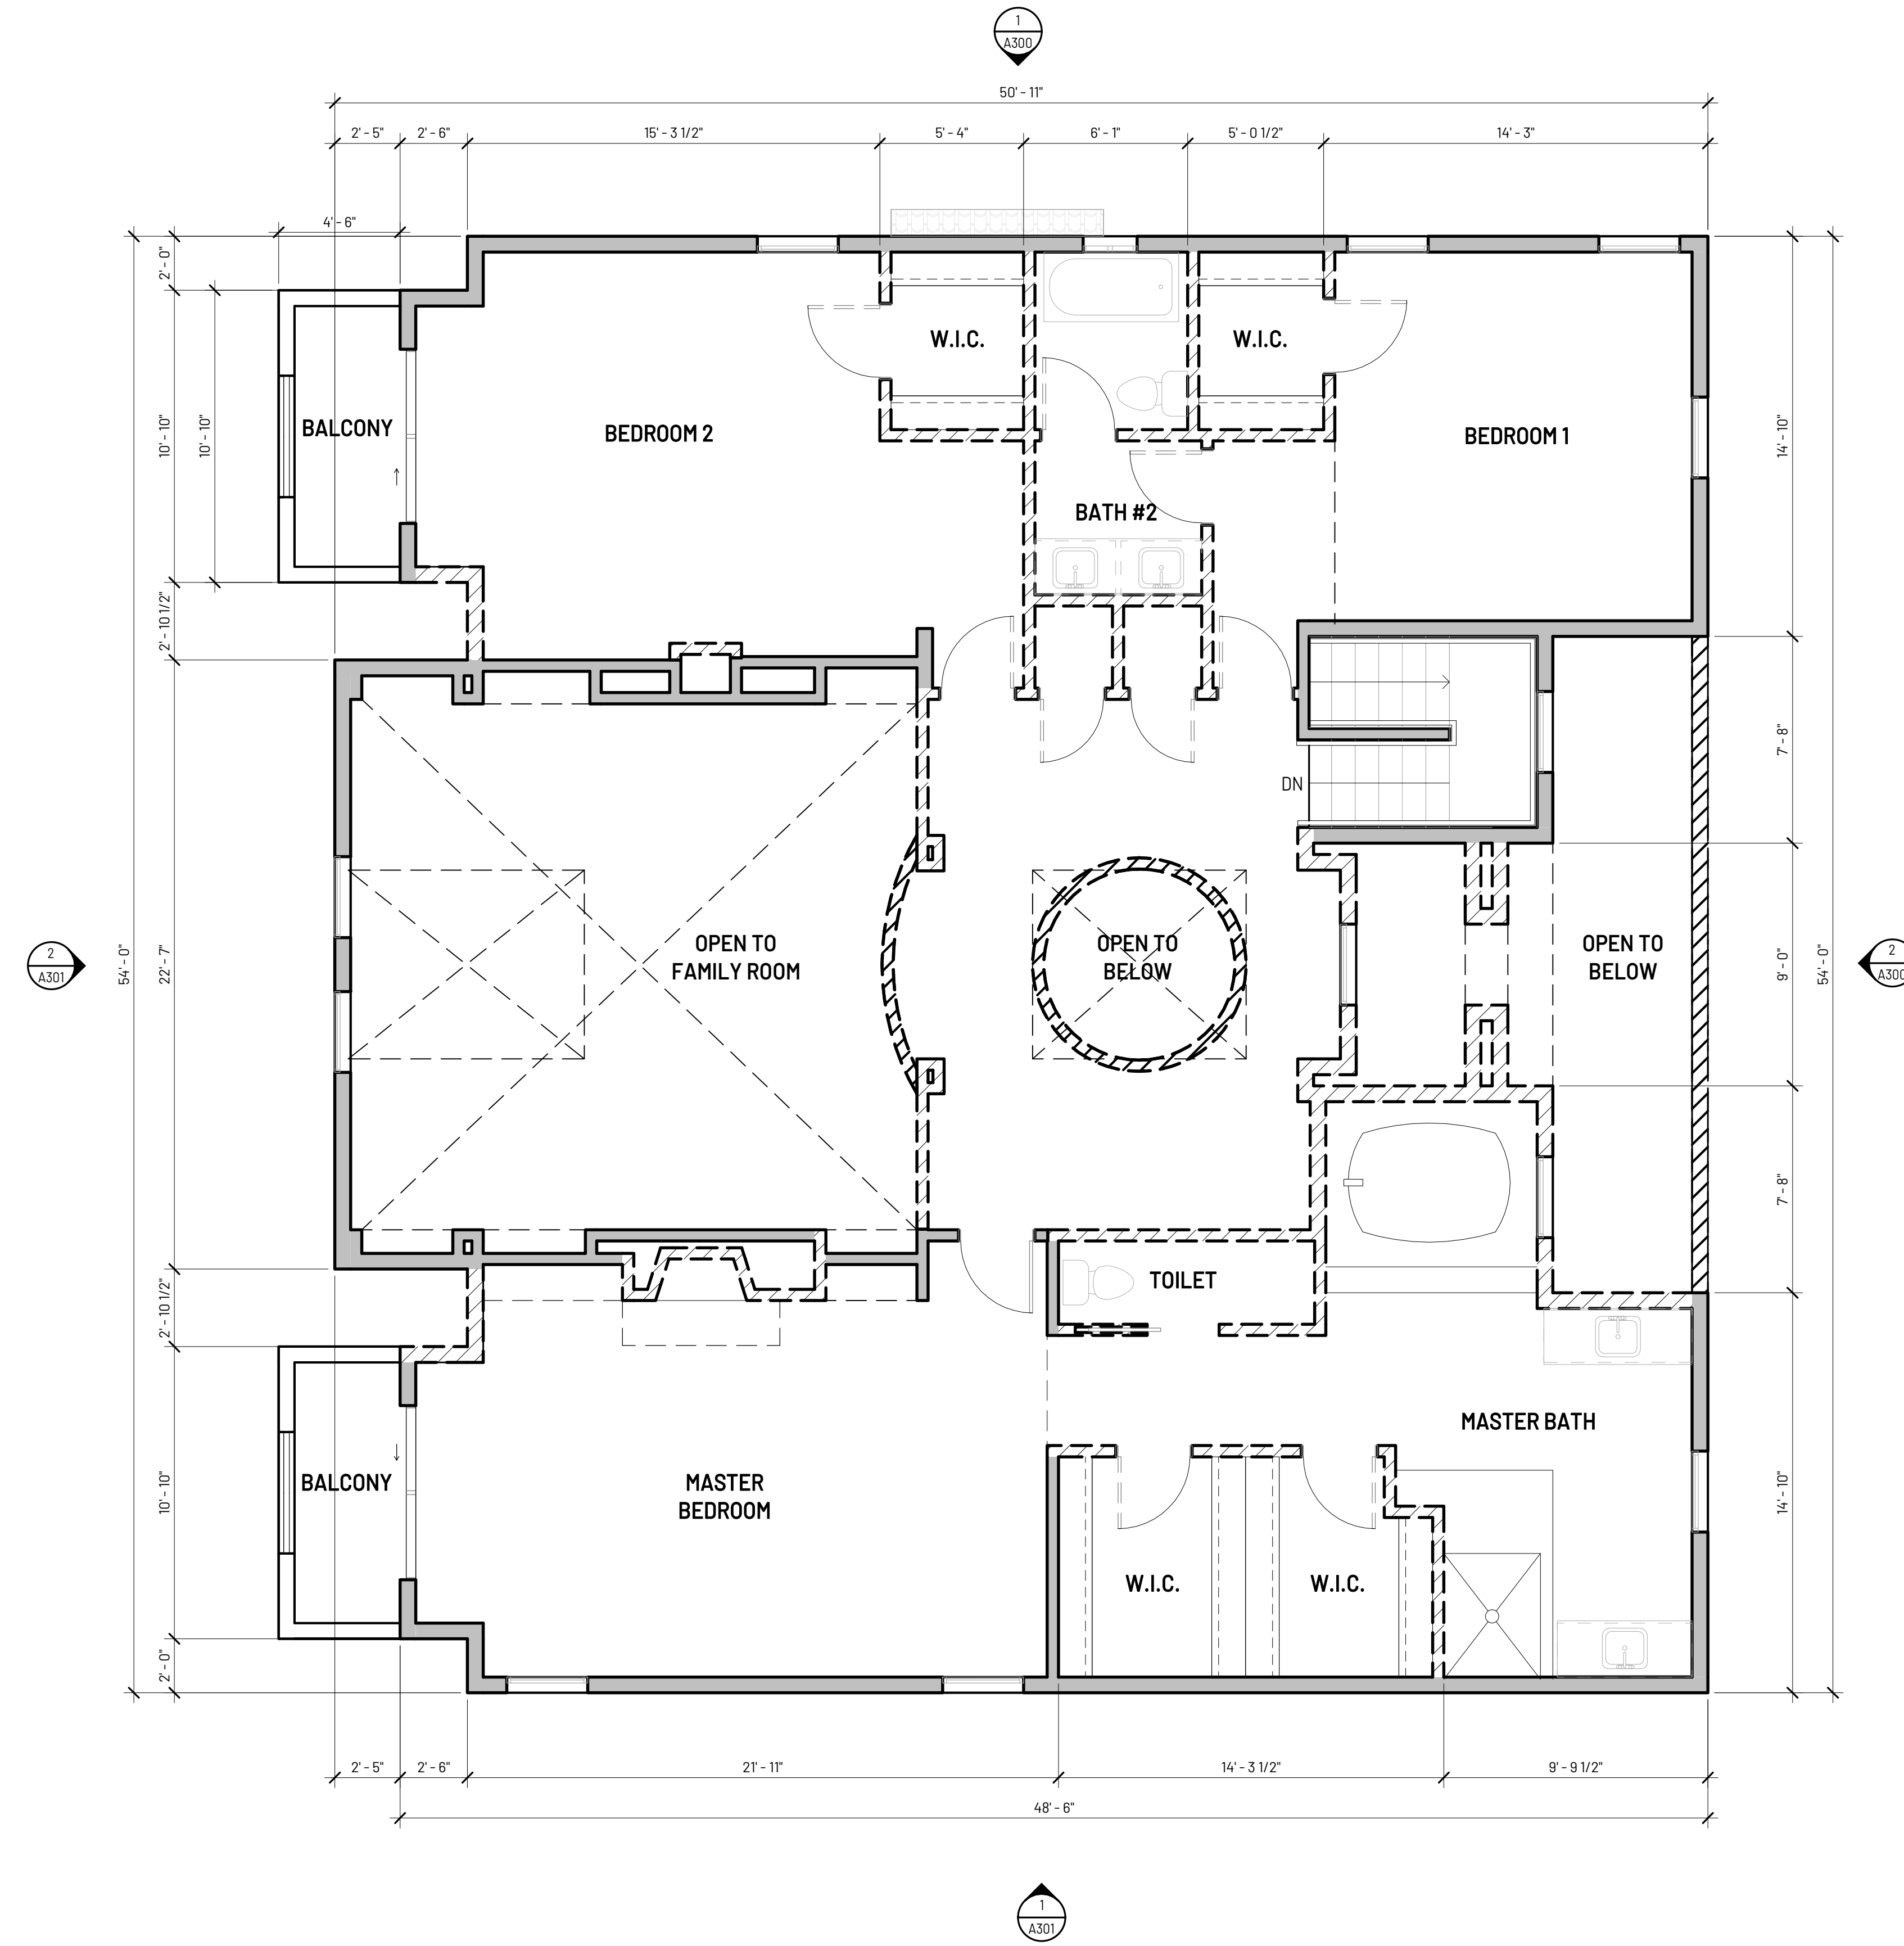 1
A300
50' - 11"
2' - 5"
2' - 6"
15' - 3 1/2"
5' - 4"
6' - 1"
5' - 0 1/2"
14' - 3"
4' - 6"
2' - 0"
W.I.C.
W.I.C.
BALCONY
BEDROOM 2
BEDROOM 1
10' - 10"
10' - 10"
14' - 10"
BATH #2
2' - 10 1/2"
7' - 8"
DN
2
A301
54' - 0"
22' - 7"
OPEN TO
FAMILY ROOM
OPEN TO
BELOW
OPEN TO
BELOW
9' - 0"
54' - 0"
2
A300
7' - 8"
TOILET
2' - 10 1/2"
MASTER BATH
BALCONY
MASTER
BEDROOM
10' - 10"
14' - 10"
W.I.C.
W.I.C.
2' - 0"
2' - 5"
2' - 6"
21' - 11"
14' - 3 1/2"
9' - 9 1/2"
48' - 6"
1
A301